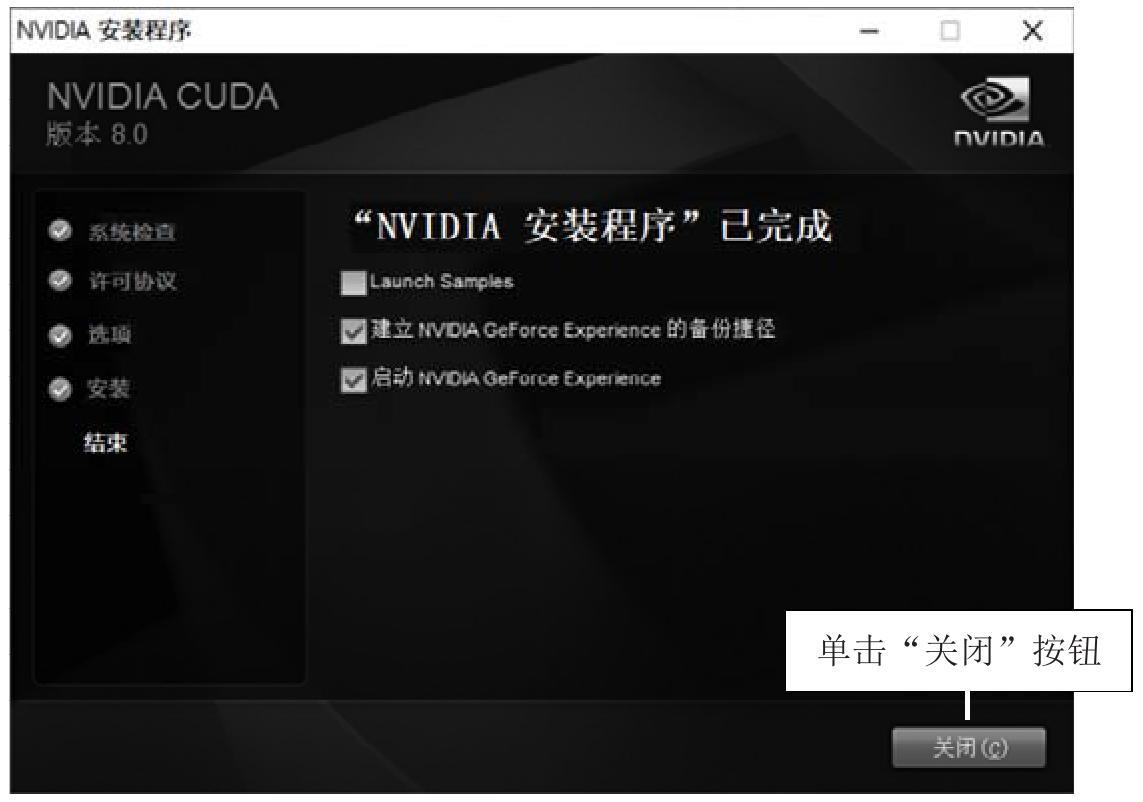 NVIDIA 安装程序
NVIDIA CUDA
版本 8.0
NVIDIA
系统检查
许可协议
选项
安装
结束
“NVIDIA 安装程序”已完成
Launch Samples
建立 NVIDIA GeForce Experience 的备份捷径
启动 NVIDIA GeForce Experience
单击“关闭”按钮
关闭(C)